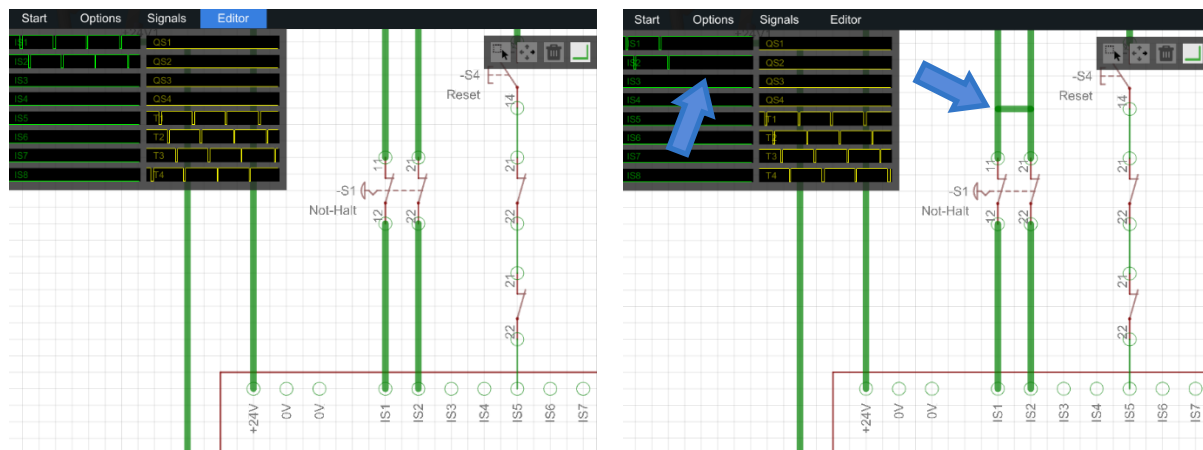 Start Options Signals Editor
IS1 QS1
IS2 QS2
IS3 QS3
IS4 QS4
IS5 T1
IS6 T2
IS7 T3
IS8 T4
-S4
Reset
14
11
21
21
-S1
Not-Halt
12
22
22
21
22
+24V
0V
0V
IS1
IS2
IS3
IS4
IS5
IS6
IS7
Start Options Signals Editor
IS1 QS1
IS2 QS2
IS3 QS3
IS4 QS4
IS5 T1
IS6 T2
IS7 T3
IS8 T4
-S4
Reset
14
11
21
21
-S1
Not-Halt
12
22
22
21
22
+24V
0V
0V
IS1
IS2
IS3
IS4
IS5
IS6
IS7